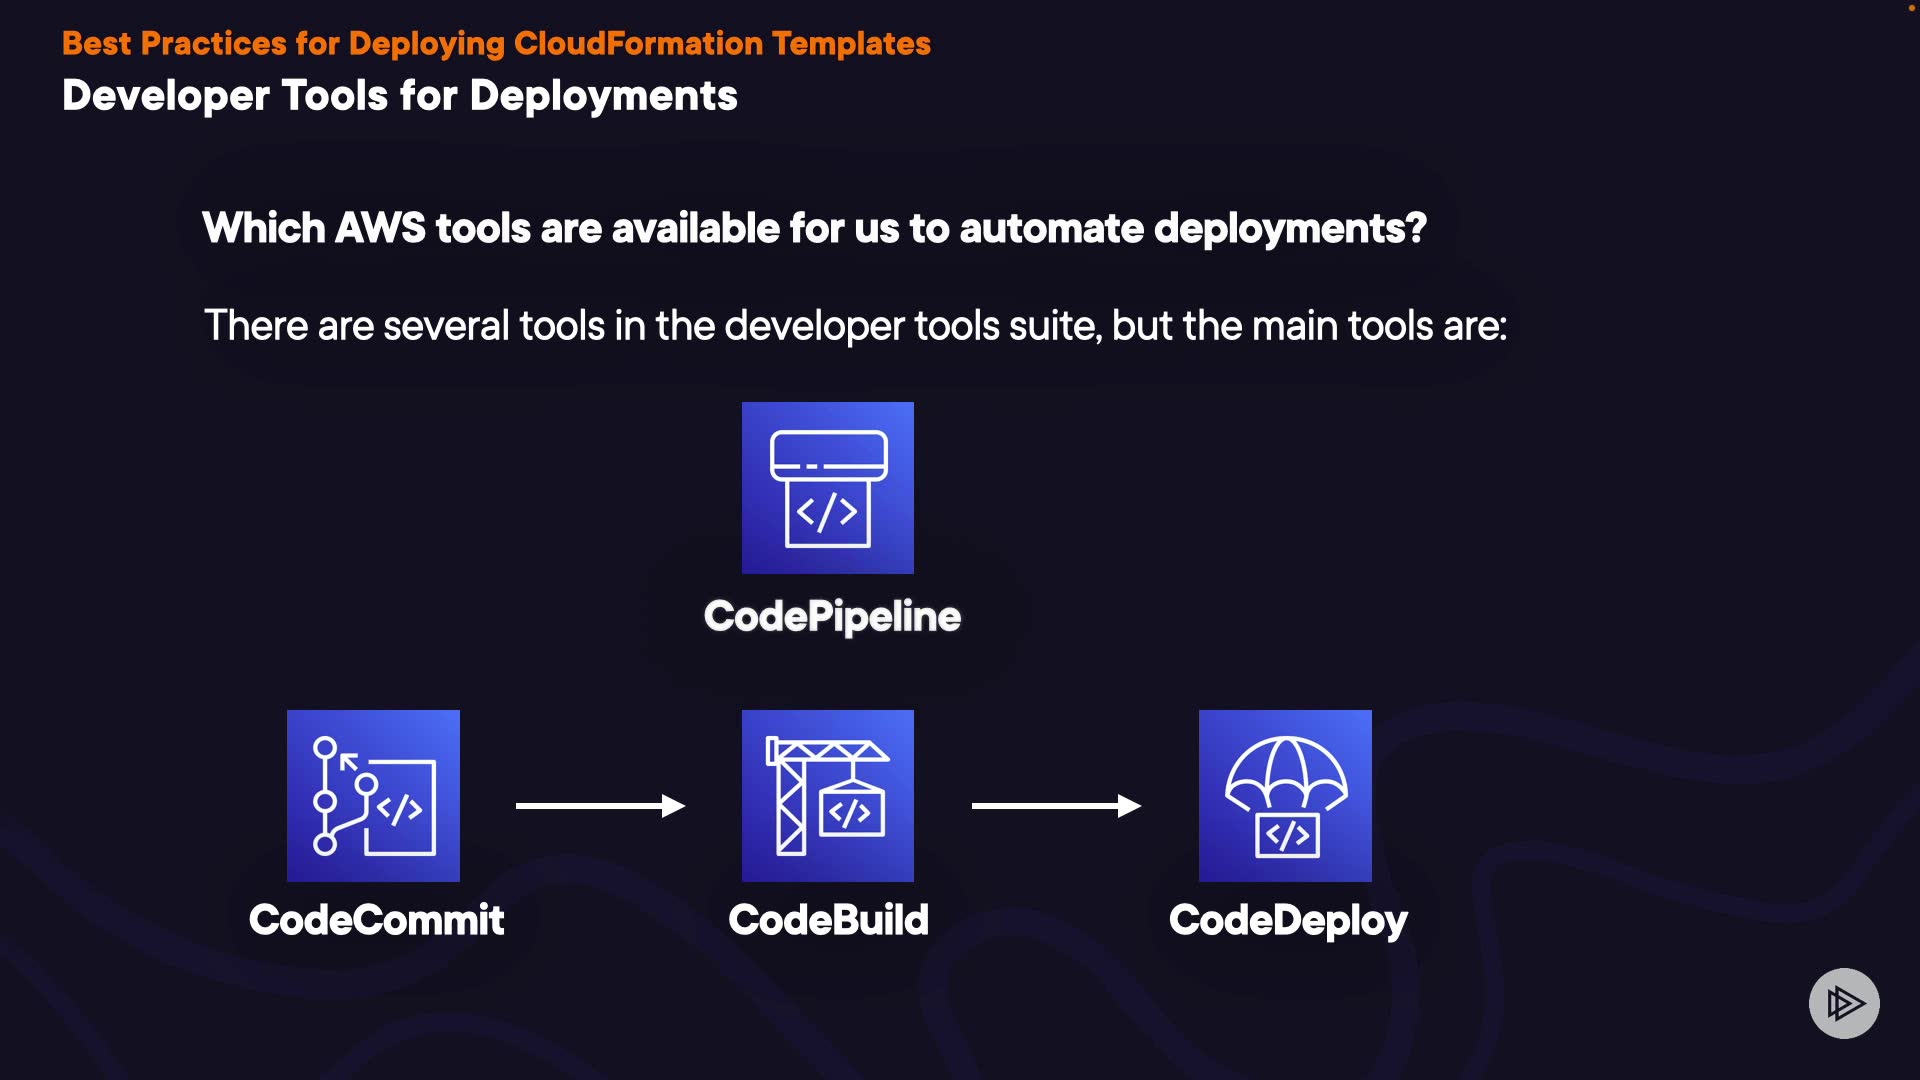 Best Practices for Deploying CloudFormation Templates
Developer Tools for Deployments
Which AWS tools are available for us to automate deployments?
There are several tools in the developer tools suite, but the main tools are:
</>
CodePipeline
</>
</>
</>
CodeCommit
CodeBuild
CodeDeploy